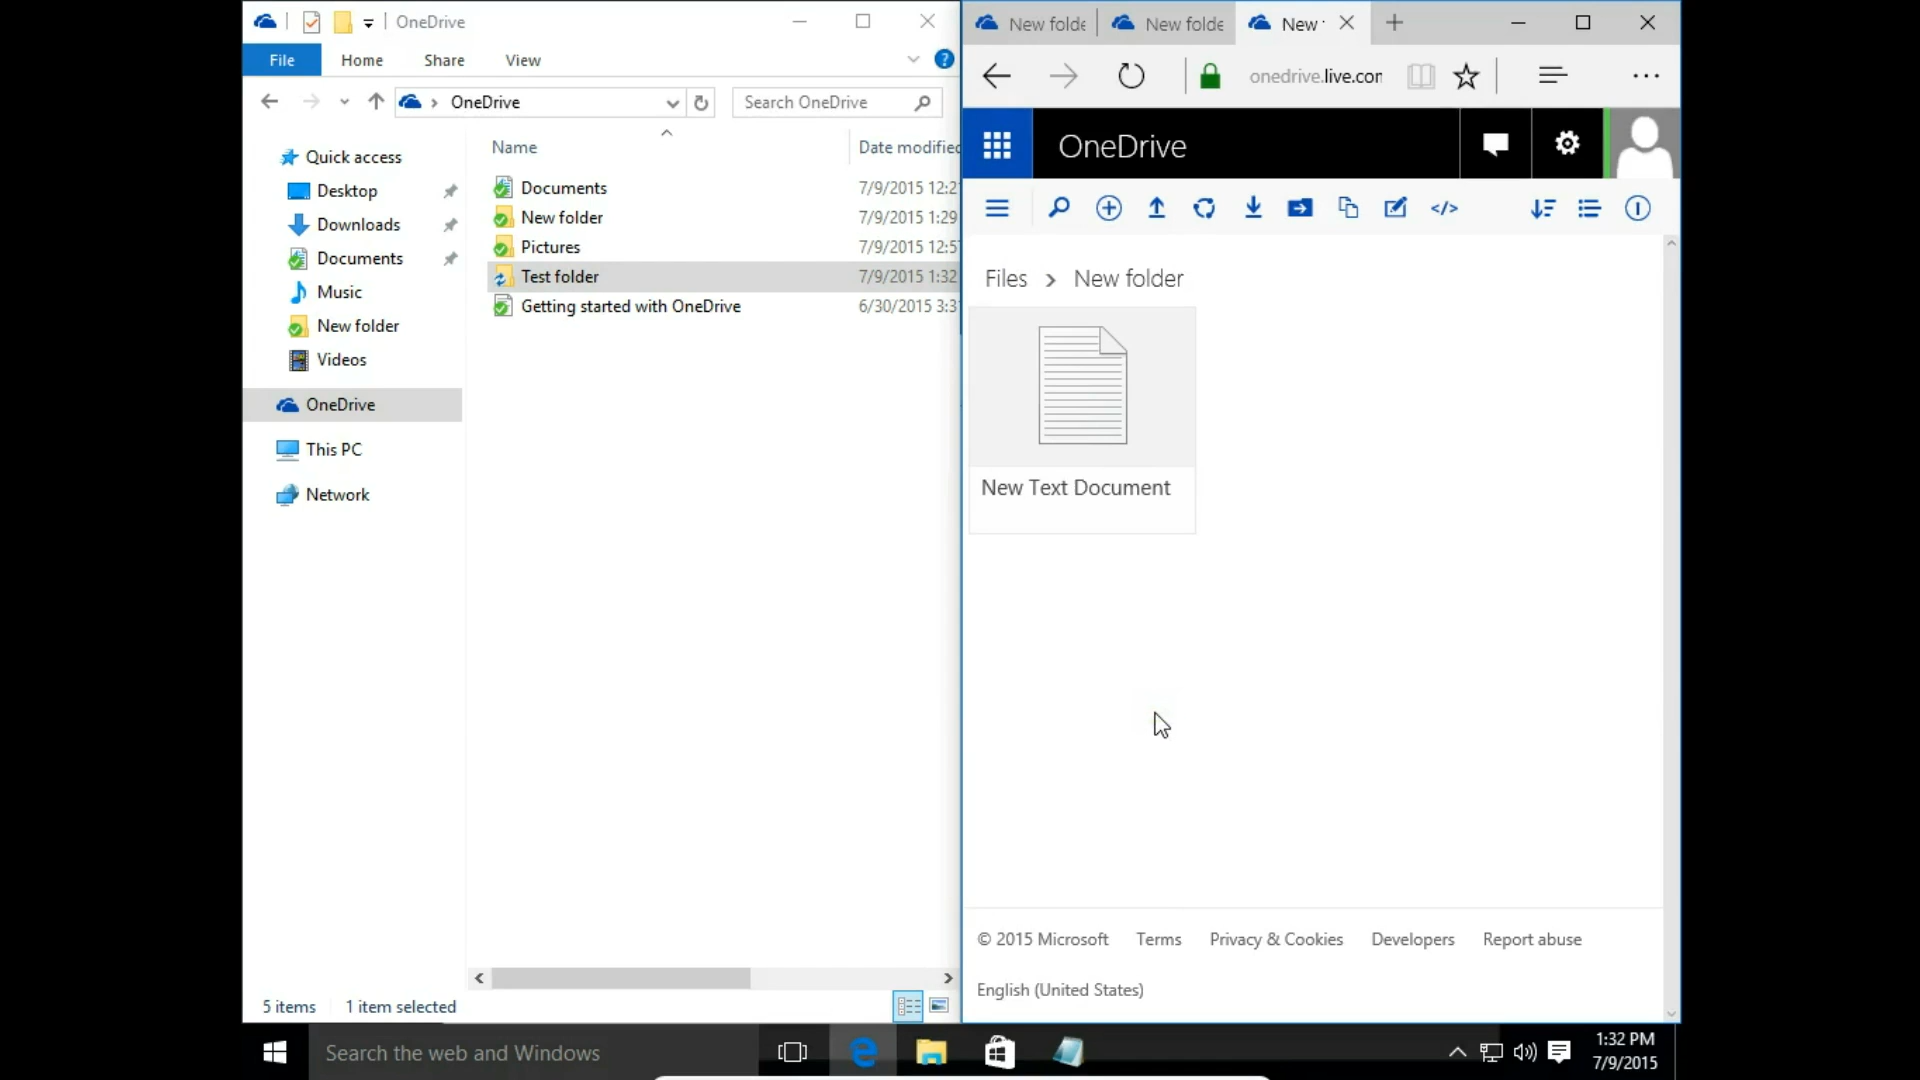 OneDrive
File Home Share View
OneDrive
Search OneDrive
Quick access
Desktop
Downloads
Documents
Music
New folder
Videos
OneDrive
This PC
Network
Name Date modified
Documents 7/9/2015 12:2
New folder 7/9/2015 1:29
Pictures 7/9/2015 12:5
Test folder 7/9/2015 1:32
Getting started with OneDrive 6/30/2015 3:3
5 items 1 item selected
New folde New folde New
onedrive.live.con
OneDrive
Files > New folder
New Text Document
© 2015 Microsoft Terms Privacy & Cookies Developers Report abuse
English (United States)
Search the web and Windows
1:32 PM
7/9/2015